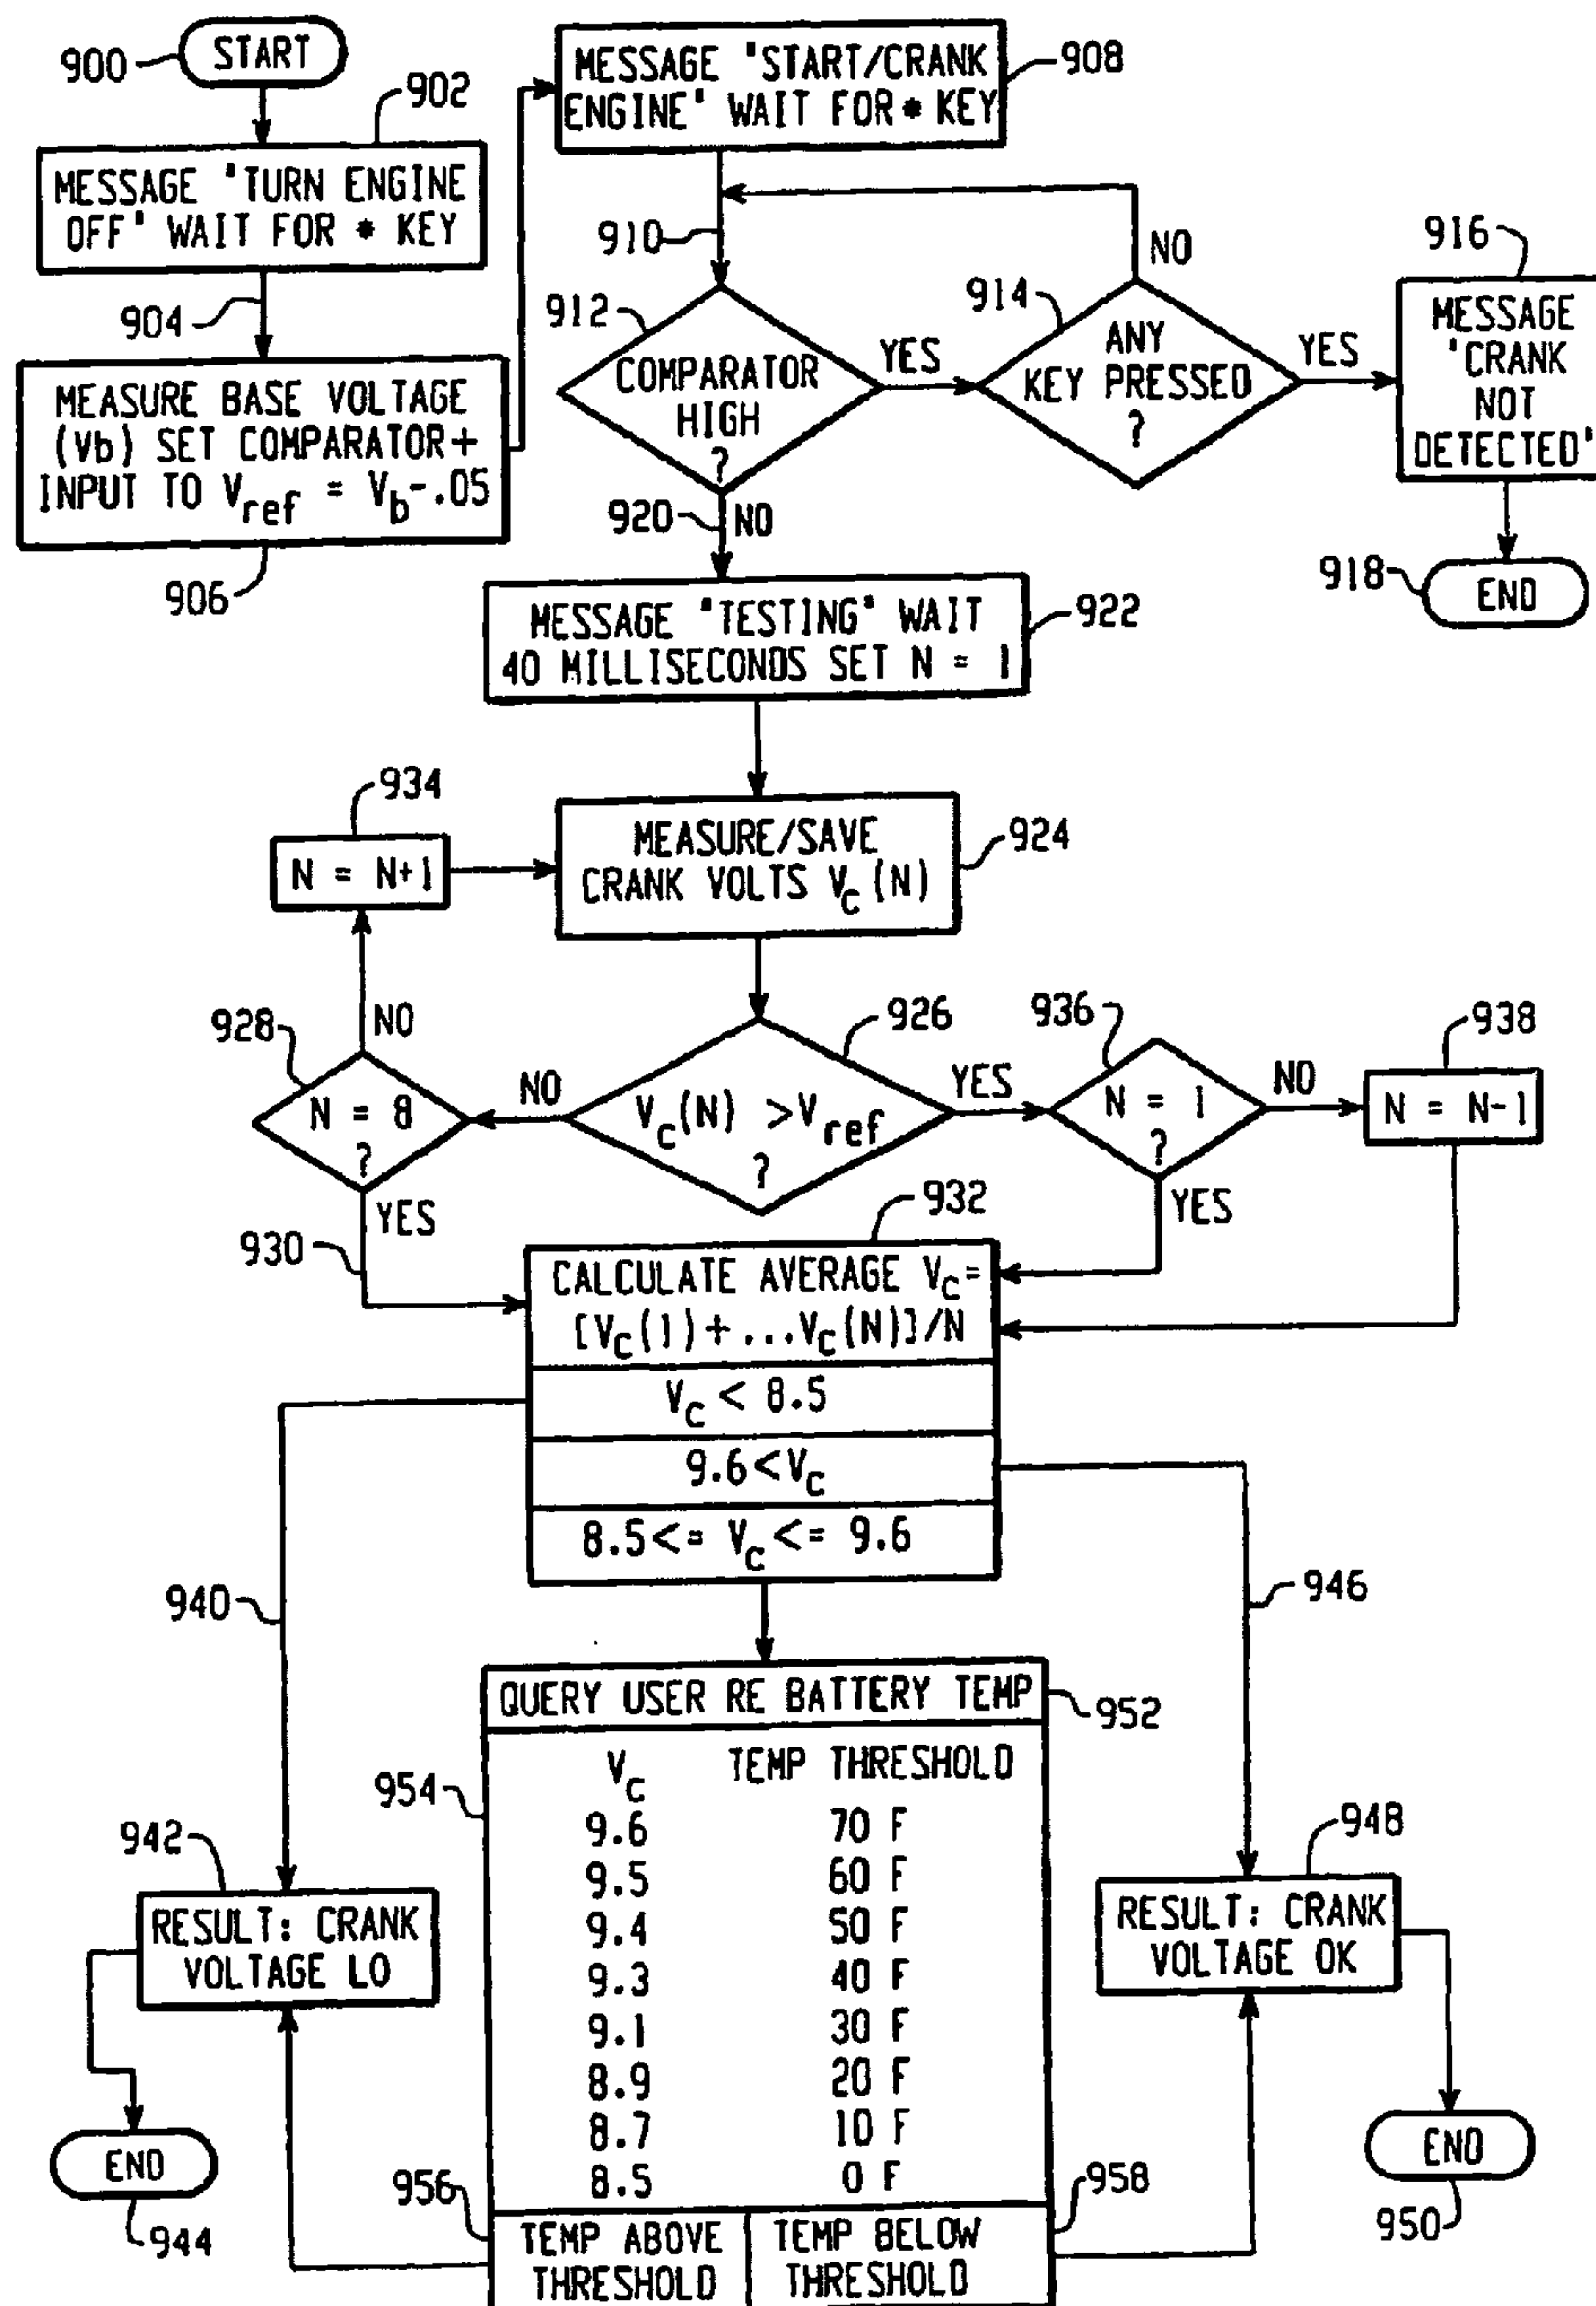 900
START
902
MESSAGE "TURN ENGINE
OFF" WAIT FOR * KEY
904
MEASURE BASE VOLTAGE
(Vb) SET COMPARATOR+
INPUT TO Vref = Vb-.05
906
MESSAGE "START/CRANK
ENGINE" WAIT FOR * KEY
908
910
912
COMPARATOR
HIGH
?
YES
914
ANY
KEY PRESSED
?
NO
YES
916
MESSAGE
"CRANK
NOT
DETECTED"
918
END
920
NO
MESSAGE "TESTING" WAIT
40 MILLISECONDS SET N = 1
922
934
N = N+1
MEASURE/SAVE
CRANK VOLTS Vc(N)
924
928
NO
N = 8
?
YES
930
NO
926
Vc(N) >Vref
?
YES
936
N = 1
?
NO
YES
938
N = N-1
932
CALCULATE AVERAGE Vc=
[Vc(1)+...Vc(N)]/N
Vc < 8.5
9.6<Vc
8.5<= Vc <= 9.6
940
946
QUERY USER RE BATTERY TEMP
952
954
Vc TEMP THRESHOLD
9.6 70 F
9.5 60 F
9.4 50 F
9.3 40 F
9.1 30 F
8.9 20 F
8.7 10 F
8.5 0 F
956
TEMP ABOVE
THRESHOLD
958
TEMP BELOW
THRESHOLD
942
RESULT: CRANK
VOLTAGE LO
END
944
948
RESULT: CRANK
VOLTAGE OK
END
950